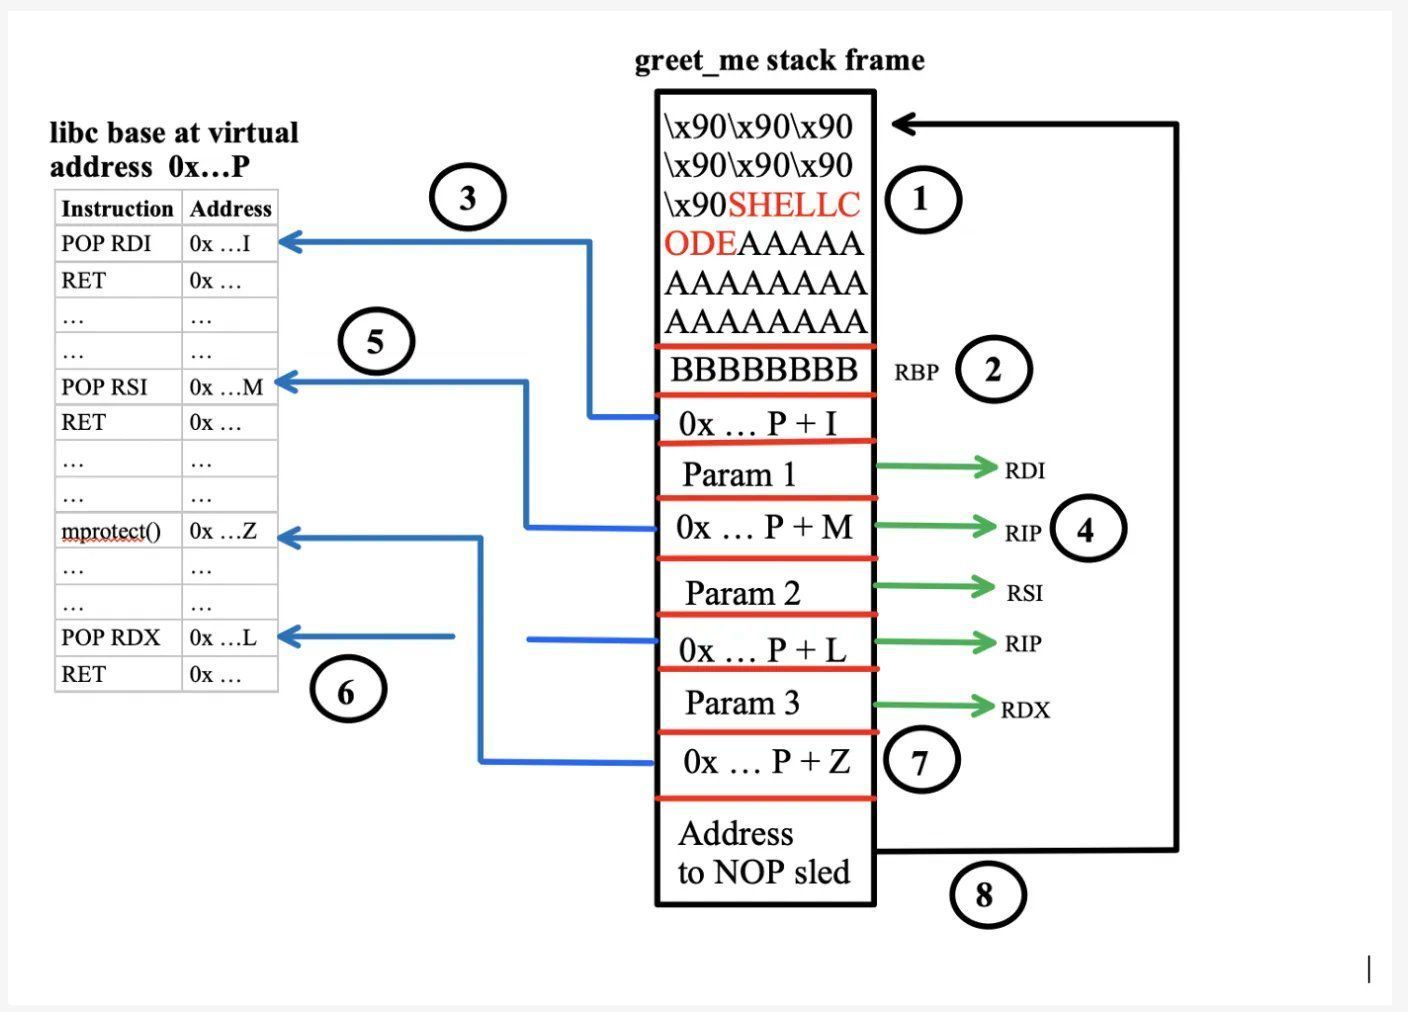 greet_me stack frame
libc base at virtual
address 0x...P
Instruction Address
POP RDI 0x ...I
RET 0x ...
... ...
... ...
POP RSI 0x ...M
RET 0x ...
... ...
... ...
mprotect() 0x ...Z
... ...
... ...
POP RDX 0x ...L
RET 0x ...
3
5
6
\x90\x90\x90
\x90\x90\x90
\x90SHELLC
ODEAAAAA
AAAAAAAA
AAAAAAAA
BBBBBBBB
0x ... P + I
Param 1
0x ... P + M
Param 2
0x ... P + L
Param 3
0x ... P + Z
Address
to NOP sled
1
RBP 2
RDI
RIP 4
RSI
RIP
RDX
7
8